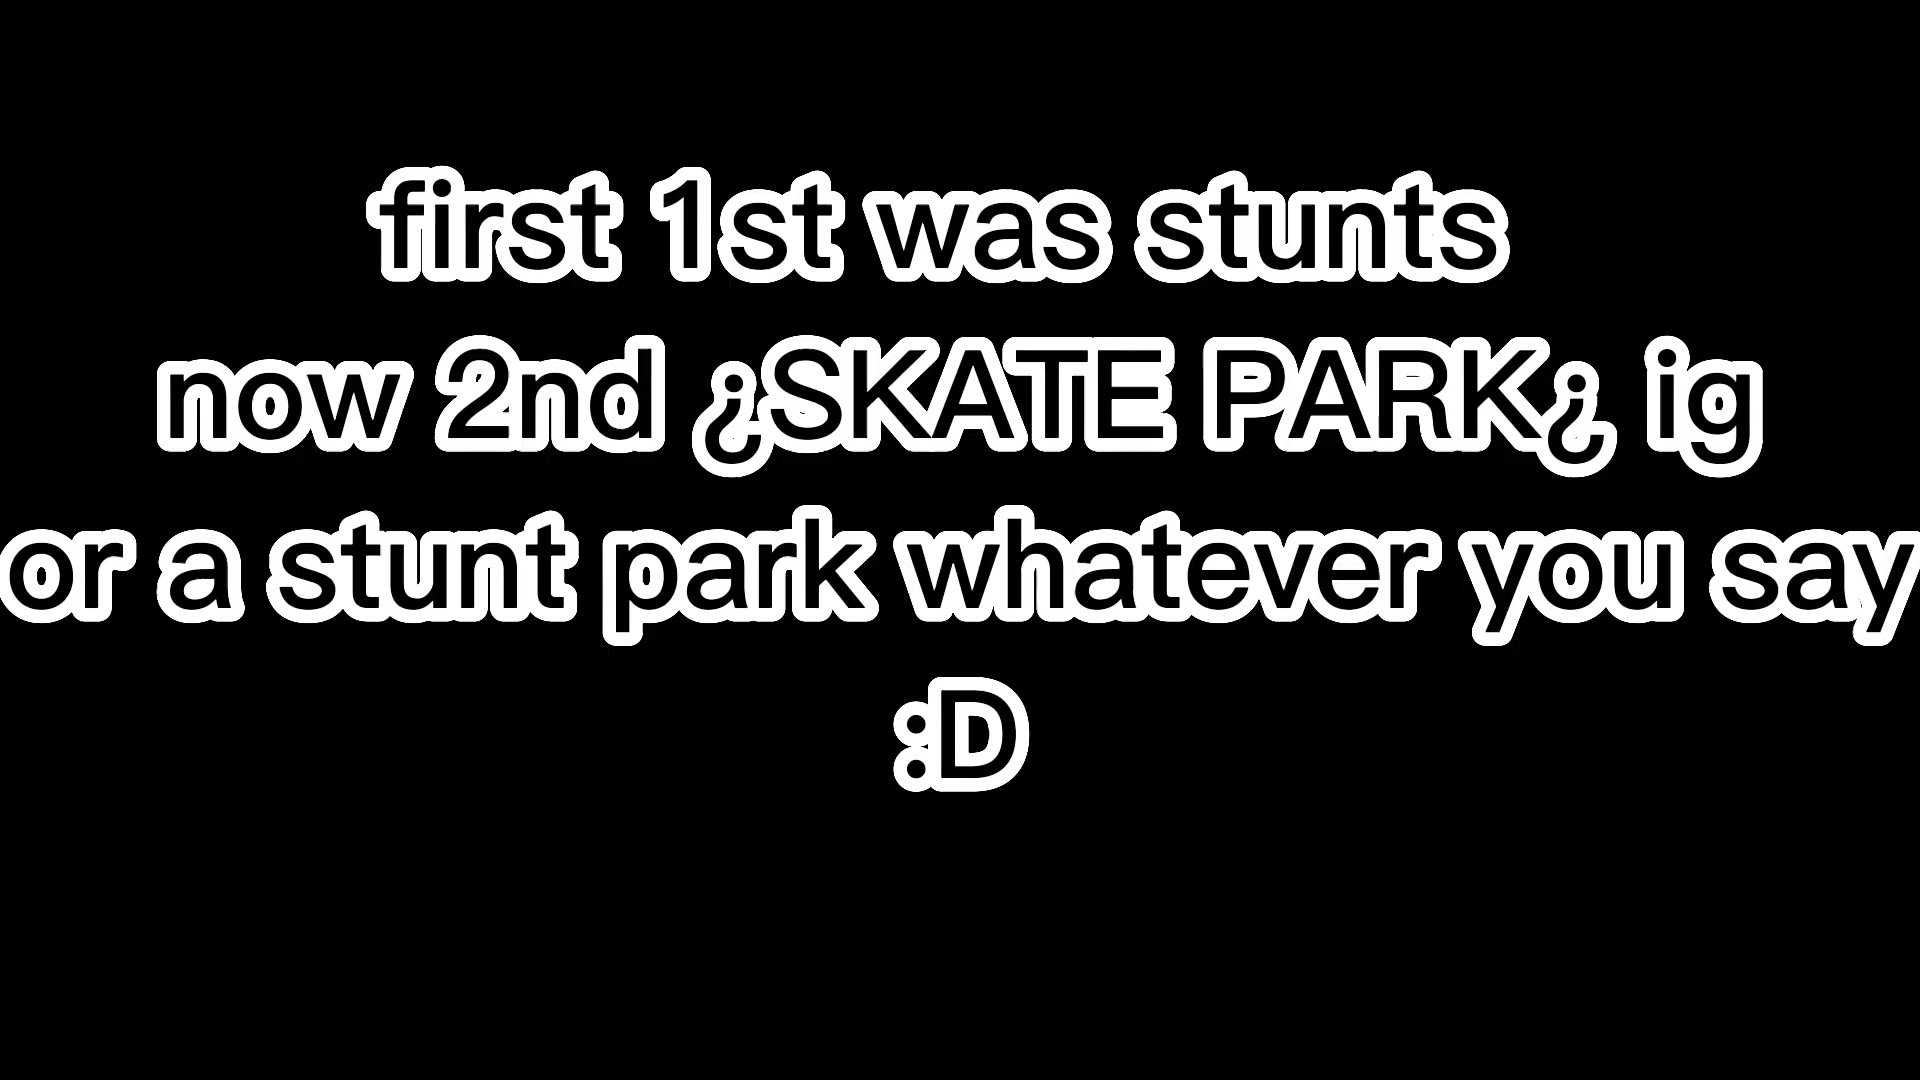 first 1st was stunts
now 2nd ¿SKATE PARK¿ ig
or a stunt park whatever you say
:D